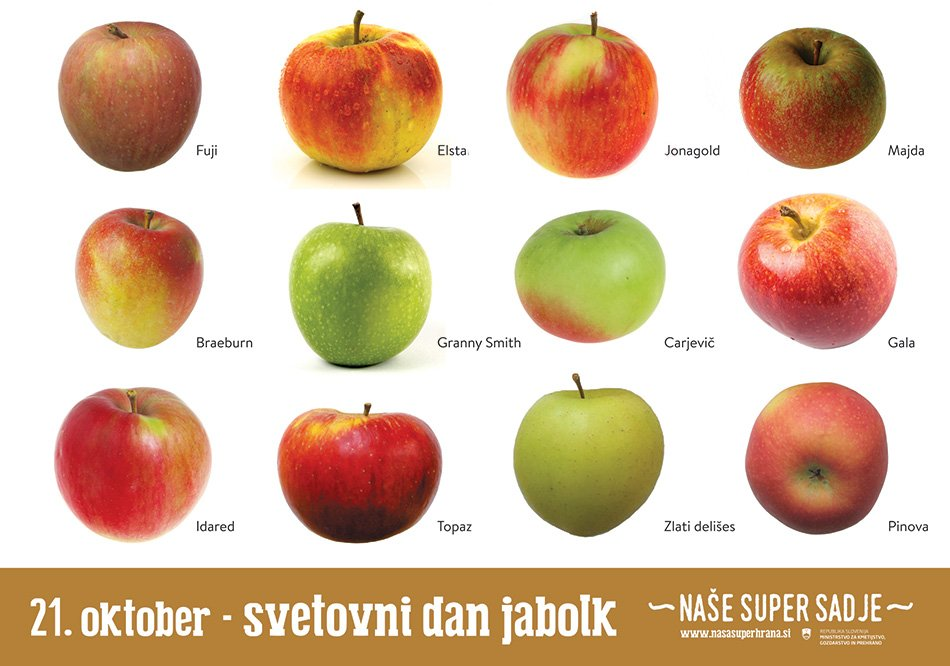 Fuji
Elsta
Jonagold
Majda
Braeburn
Granny Smith
Carjevič
Gala
Idared
Topaz
Zlati delišes
Pinova
21. oktober - svetovni dan jabolk
NAŠE SUPER SADJE
www.nasasuperhrana.si
REPUBLIKA SLOVENIJA
MINISTRSTVO ZA KMETIJSTVO,
GOZDARSTVO IN PREHRANO